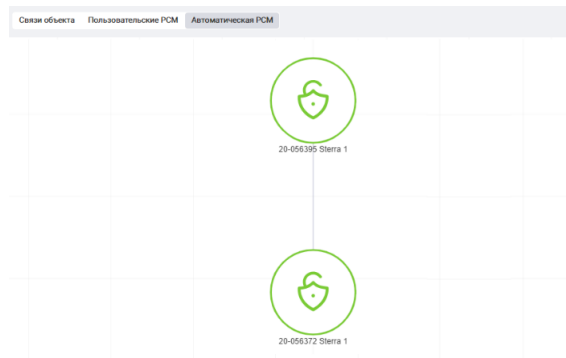 Связи объекта Пользовательские РСМ Автоматическая РСМ
20-056395 Sterra 1
20-056372 Sterra 1